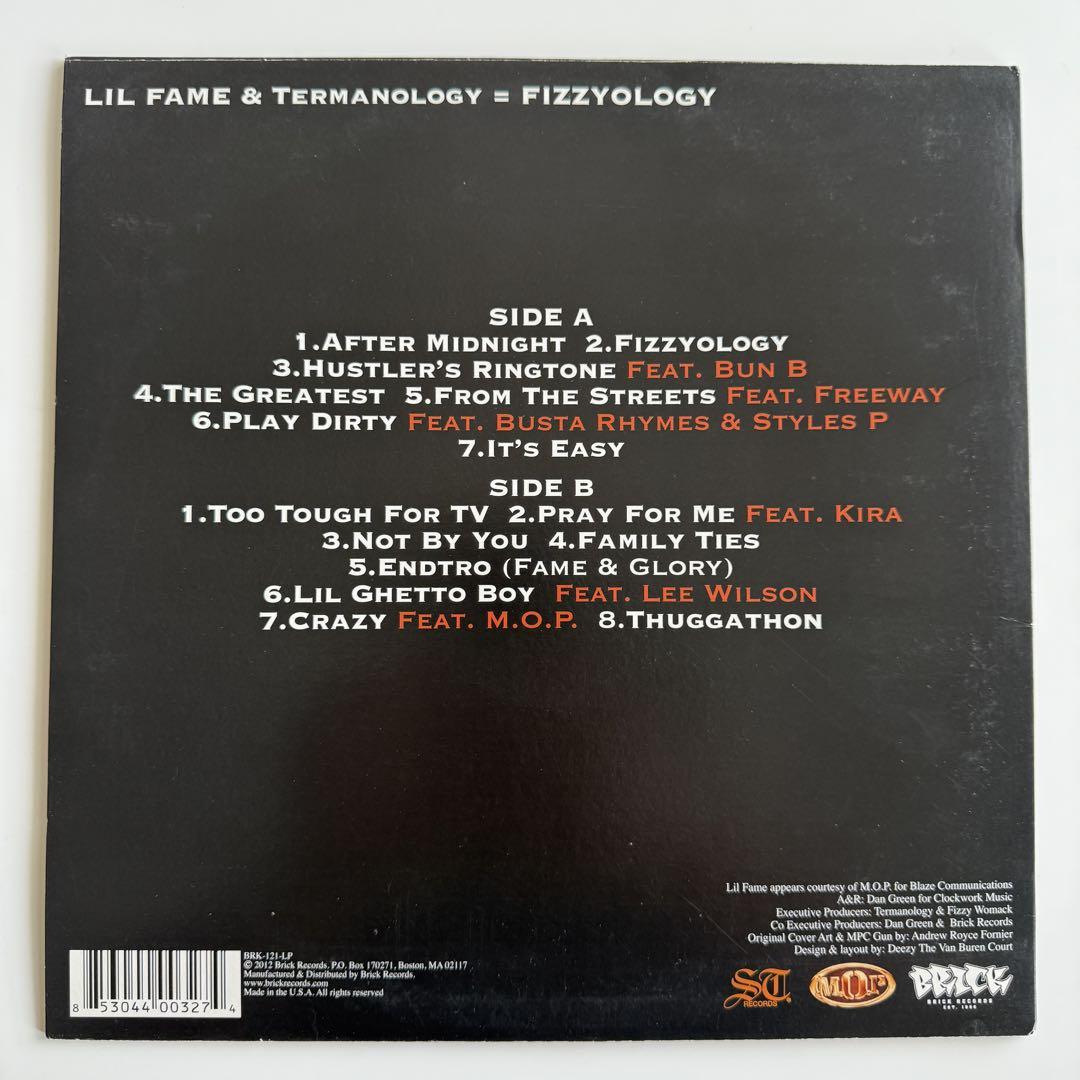 LIL FAME & TERMANOLOGY = FIZZYOLOGY
SIDE A
1.AFTER MIDNIGHT 2.FIZZYOLOGY
3.HUSTLER'S RINGTONE FEAT. BUN B
4.THE GREATEST 5.FROM THE STREETS FEAT. FREEWAY
6.PLAY DIRTY FEAT. BUSTA RHYMES & STYLES P
7.IT'S EASY
SIDE B
1.TOO TOUGH FOR TV 2.PRAY FOR ME FEAT. KIRA
3.NOT BY YOU 4.FAMILY TIES
5.ENDTRO (FAME & GLORY)
6.LIL GHETTO BOY FEAT. LEE WILSON
7.CRAZY FEAT. M.O.P. 8.THUGGATHON
Lil Fame appears courtesy of M.O.P. for Blaze Communications
A&R: Dan Green for Clockwork Music
Executive Producers: Termanology & Fizzy Womack
Co Executive Producers: Dan Green & Brick Records
Original Cover Art & MPC Gun by: Andrew Royce Fornier
Design & layout by: Deezy The Van Buren Court
BRK-121-LP
© 2012 Brick Records. P.O. Box 170271, Boston, MA 02117
Manufactured & Distributed by Brick Records.
www.brickrecords.com
Made in the U.S.A. All rights reserved
8 53044 00327 4
ST.
RECORDS
M.O.P.
BRICK
BRICK RECORDS
EST. 1996